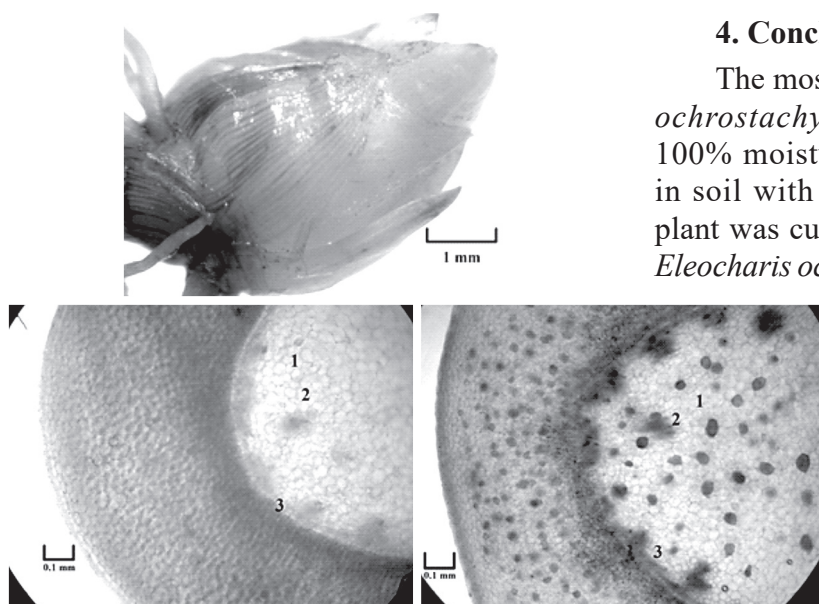 4. Conc
The mos
ochrostachy
100% moist
in soil with
plant was cu
Eleocharis oc
1 mm
1
2
3
0.1 mm
1
2
3
0.1 mm